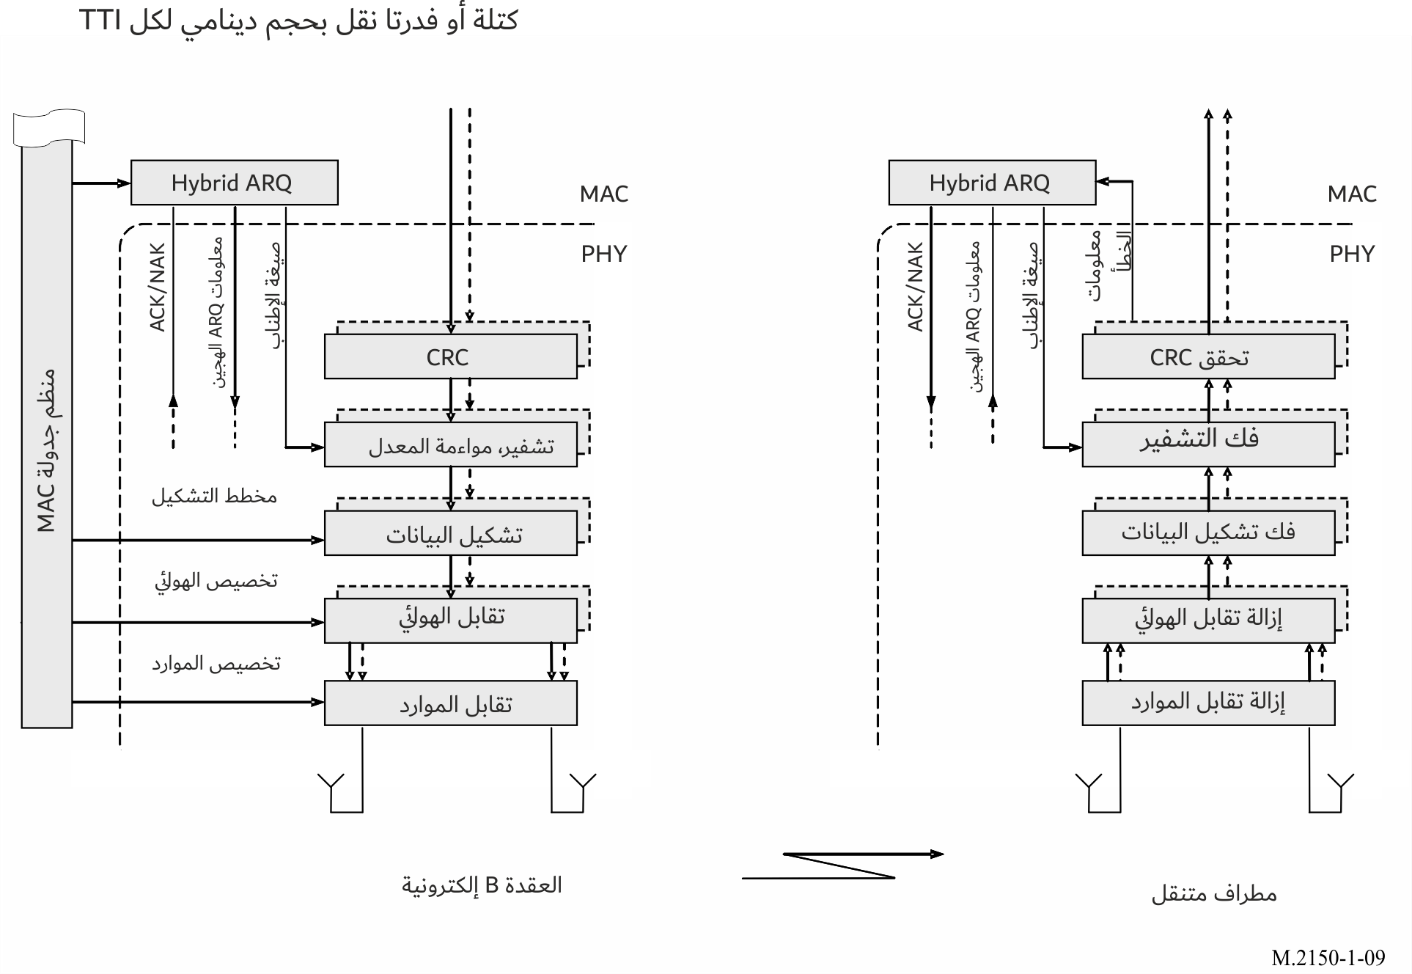 كتلة أو فدرتا نقل بحجم دينامي لكل TTI
Hybrid ARQ
MAC
PHY
ACK/NAK
معلومات ARQ الهجين
صيغة الإطناب
منظم جدولة MAC
CRC
تشفير، مواءمة المعدل
مخطط التشكيل
تشكيل البيانات
تخصيص الهوائي
تقابل الهوائي
تخصيص الموارد
تقابل الموارد
العقدة B إلكترونية
Hybrid ARQ
MAC
PHY
ACK/NAK
معلومات ARQ الهجين
صيغة الإطناب
معلومات
الخطأ
تحقق CRC
فك التشفير
فك تشكيل البيانات
إزالة تقابل الهوائي
إزالة تقابل الموارد
مطراف متنقل
M.2150-1-09